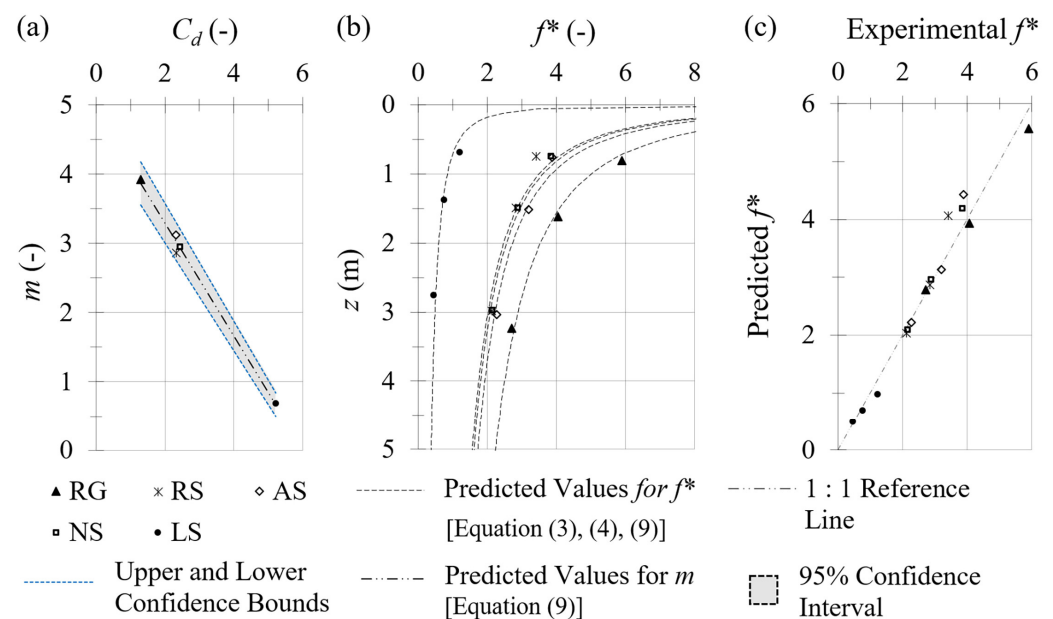 (a)
C_d (-)
0 2 4 6
5
4
3
2
1
0
m (-)
(b)
f* (-)
0 2 4 6 8
0
1
2
3
4
5
z (m)
(c)
Experimental f*
0 2 4 6
6
4
2
0
Predicted f*
RG RS AS
NS LS
Upper and Lower
Confidence Bounds
Predicted Values for f*
[Equation (3), (4), (9)]
Predicted Values for m
[Equation (9)]
1 : 1 Reference
Line
95% Confidence
Interval